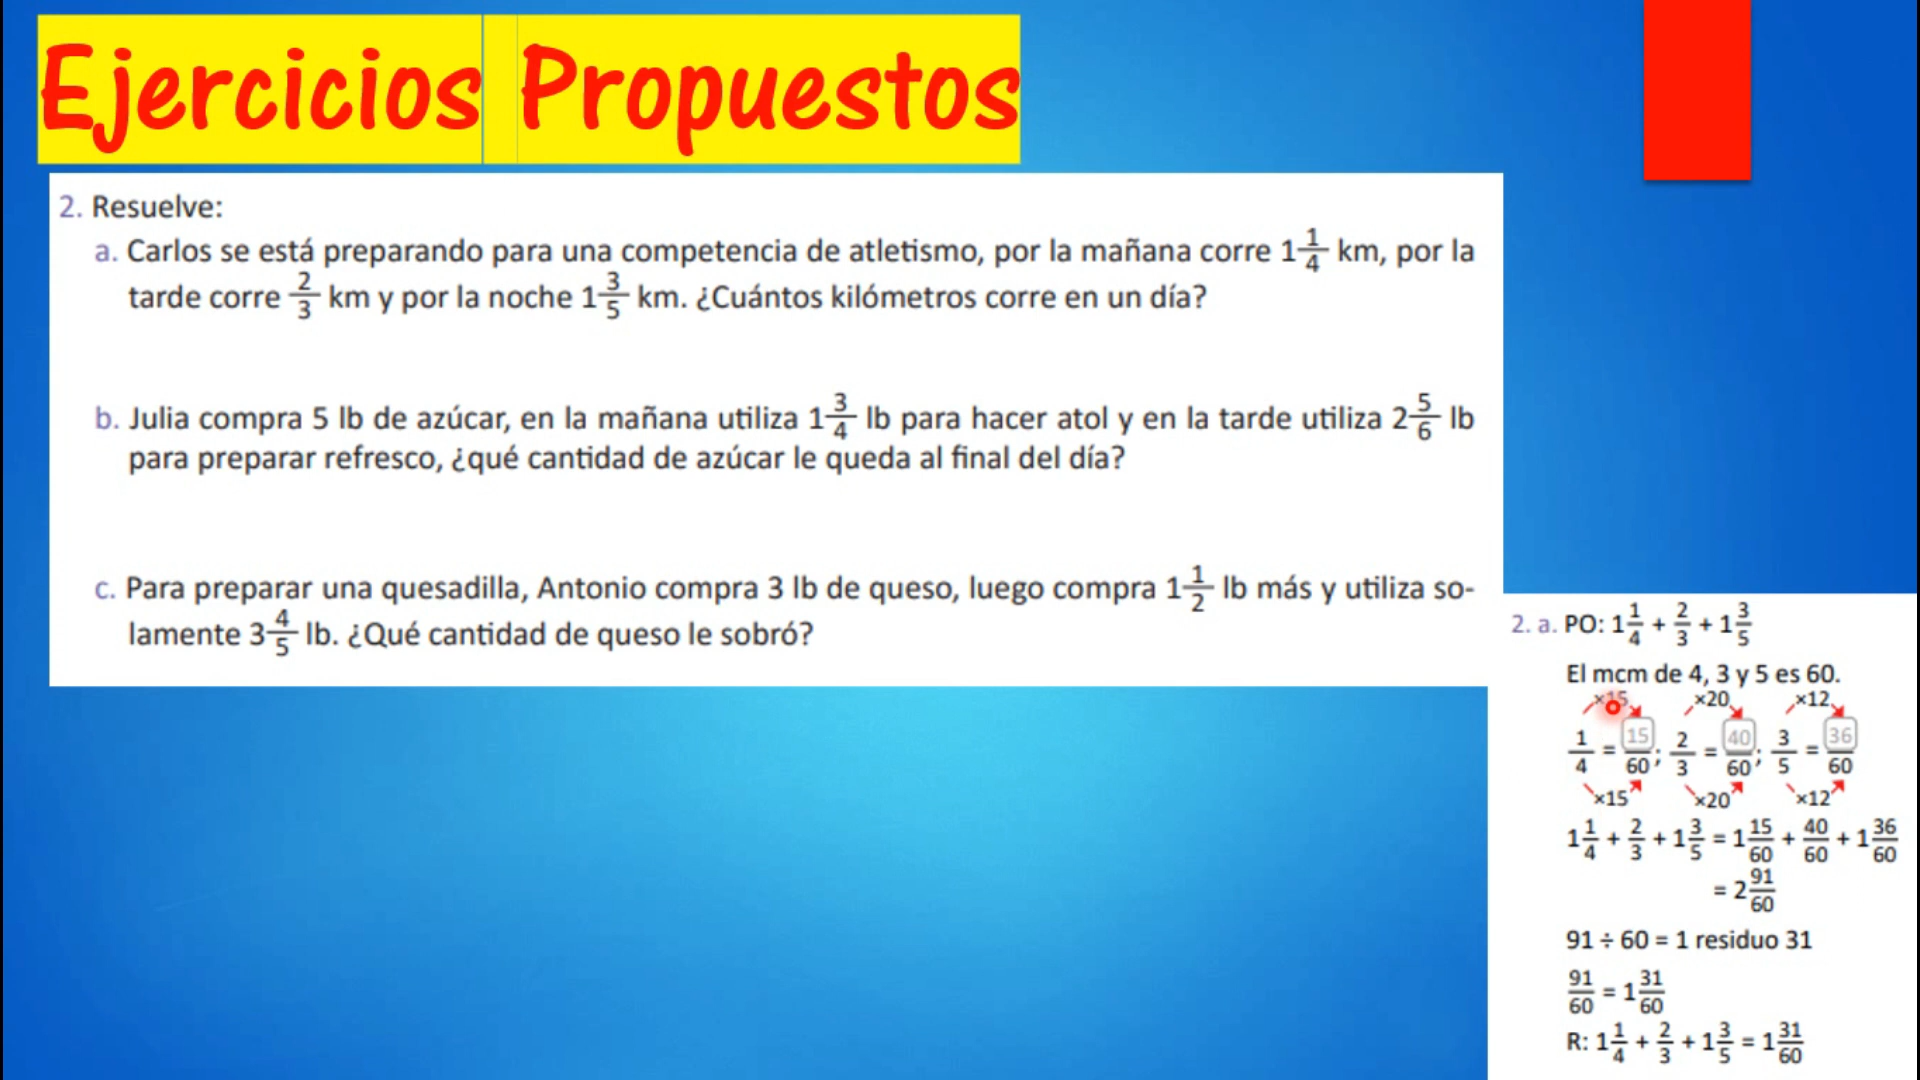 Ejercicios Propuestos
2. Resuelve:
a. Carlos se está preparando para una competencia de atletismo, por la mañana corre 1 1/4 km, por la
tarde corre 2/3 km y por la noche 1 3/5 km. ¿Cuántos kilómetros corre en un día?
b. Julia compra 5 lb de azúcar, en la mañana utiliza 1 3/4 lb para hacer atol y en la tarde utiliza 2 5/6 lb
para preparar refresco, ¿qué cantidad de azúcar le queda al final del día?
c. Para preparar una quesadilla, Antonio compra 3 lb de queso, luego compra 1 1/2 lb más y utiliza so-
lamente 3 4/5 lb. ¿Qué cantidad de queso le sobró?
2. a. PO: 1 1/4 + 2/3 + 1 3/5
El mcm de 4, 3 y 5 es 60.
×15 ×20 ×12
1/4 = 15/60; 2/3 = 40/60; 3/5 = 36/60
×15 ×20 ×12
1 1/4 + 2/3 + 1 3/5 = 1 15/60 + 40/60 + 1 36/60
= 2 91/60
91 ÷ 60 = 1 residuo 31
91/60 = 1 31/60
R: 1 1/4 + 2/3 + 1 3/5 = 1 31/60